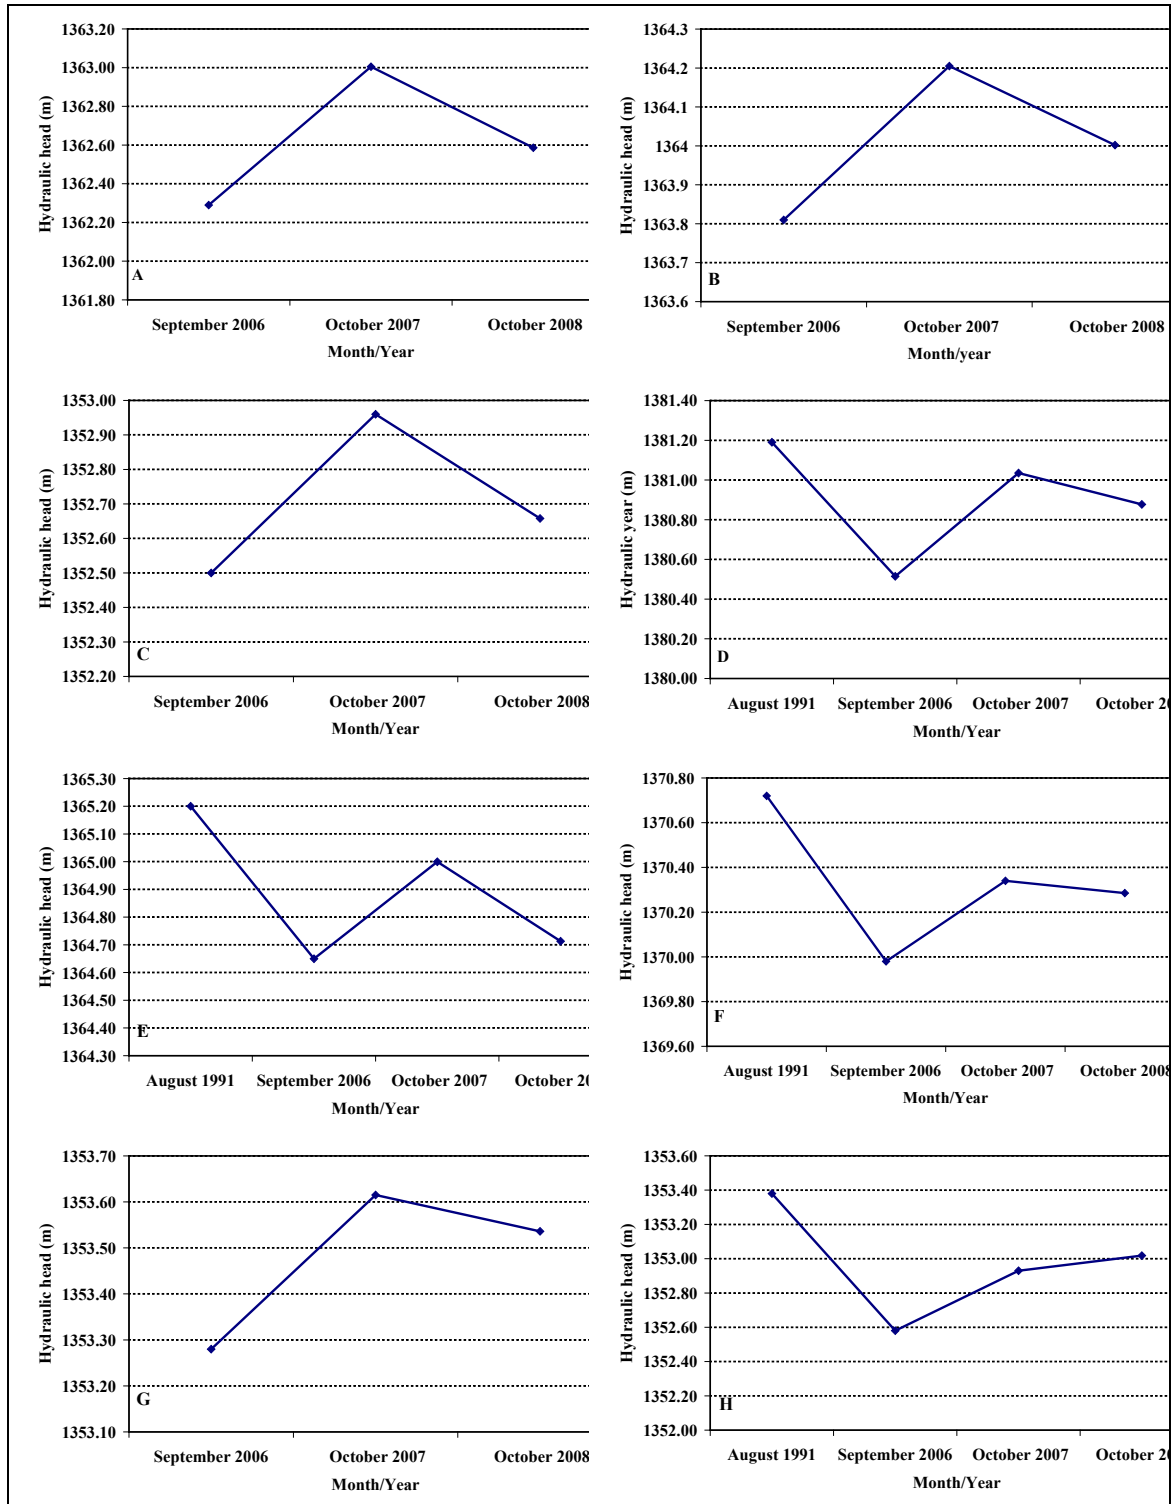 1363.20
1363.00
1362.80
1362.60
1362.40
1362.20
1362.00
1361.80
Hydraulic head (m)
A
September 2006 October 2007 October 2008
Month/Year
1364.3
1364.2
1364.1
1364
1363.9
1363.8
1363.7
1363.6
Hydraulic head (m)
B
September 2006 October 2007 October 2008
Month/year
1353.00
1352.90
1352.80
1352.70
1352.60
1352.50
1352.40
1352.30
1352.20
Hydraulic head (m)
C
September 2006 October 2007 October 2008
Month/Year
1381.40
1381.20
1381.00
1380.80
1380.60
1380.40
1380.20
1380.00
Hydraulic year (m)
D
August 1991 September 2006 October 2007 October 20
Month/Year
1365.30
1365.20
1365.10
1365.00
1364.90
1364.80
1364.70
1364.60
1364.50
1364.40
1364.30
Hydraulic head (m)
E
August 1991 September 2006 October 2007 October 20
Month/Year
1370.80
1370.60
1370.40
1370.20
1370.00
1369.80
1369.60
Hydraulic head (m)
F
August 1991 September 2006 October 2007 October 2008
Month/Year
1353.70
1353.60
1353.50
1353.40
1353.30
1353.20
1353.10
Hydraulic head (m)
G
September 2006 October 2007 October 2008
Month/Year
1353.60
1353.40
1353.20
1353.00
1352.80
1352.60
1352.40
1352.20
1352.00
Hydraulic head (m)
H
August 1991 September 2006 October 2007 October 20
Month/Year